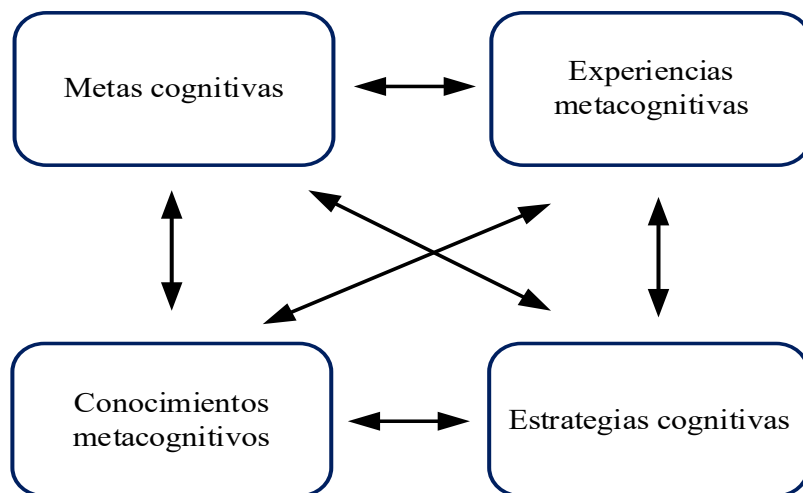 Metas cognitivas
Experiencias
metacognitivas
Conocimientos
metacognitivos
Estrategias cognitivas